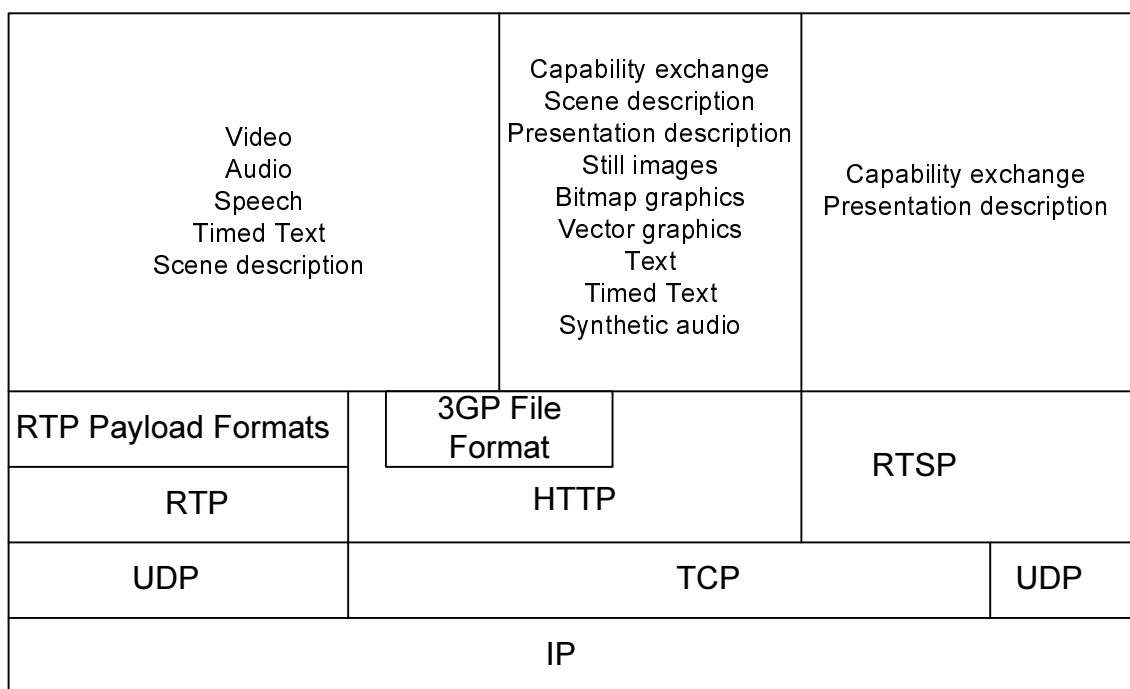 Video
Audio
Speech
Timed Text
Scene description
Capability exchange
Scene description
Presentation description
Still images
Bitmap graphics
Vector graphics
Text
Timed Text
Synthetic audio
Capability exchange
Presentation description
RTP Payload Formats
3GP File
Format
RTSP
RTP
HTTP
UDP
TCP
UDP
IP